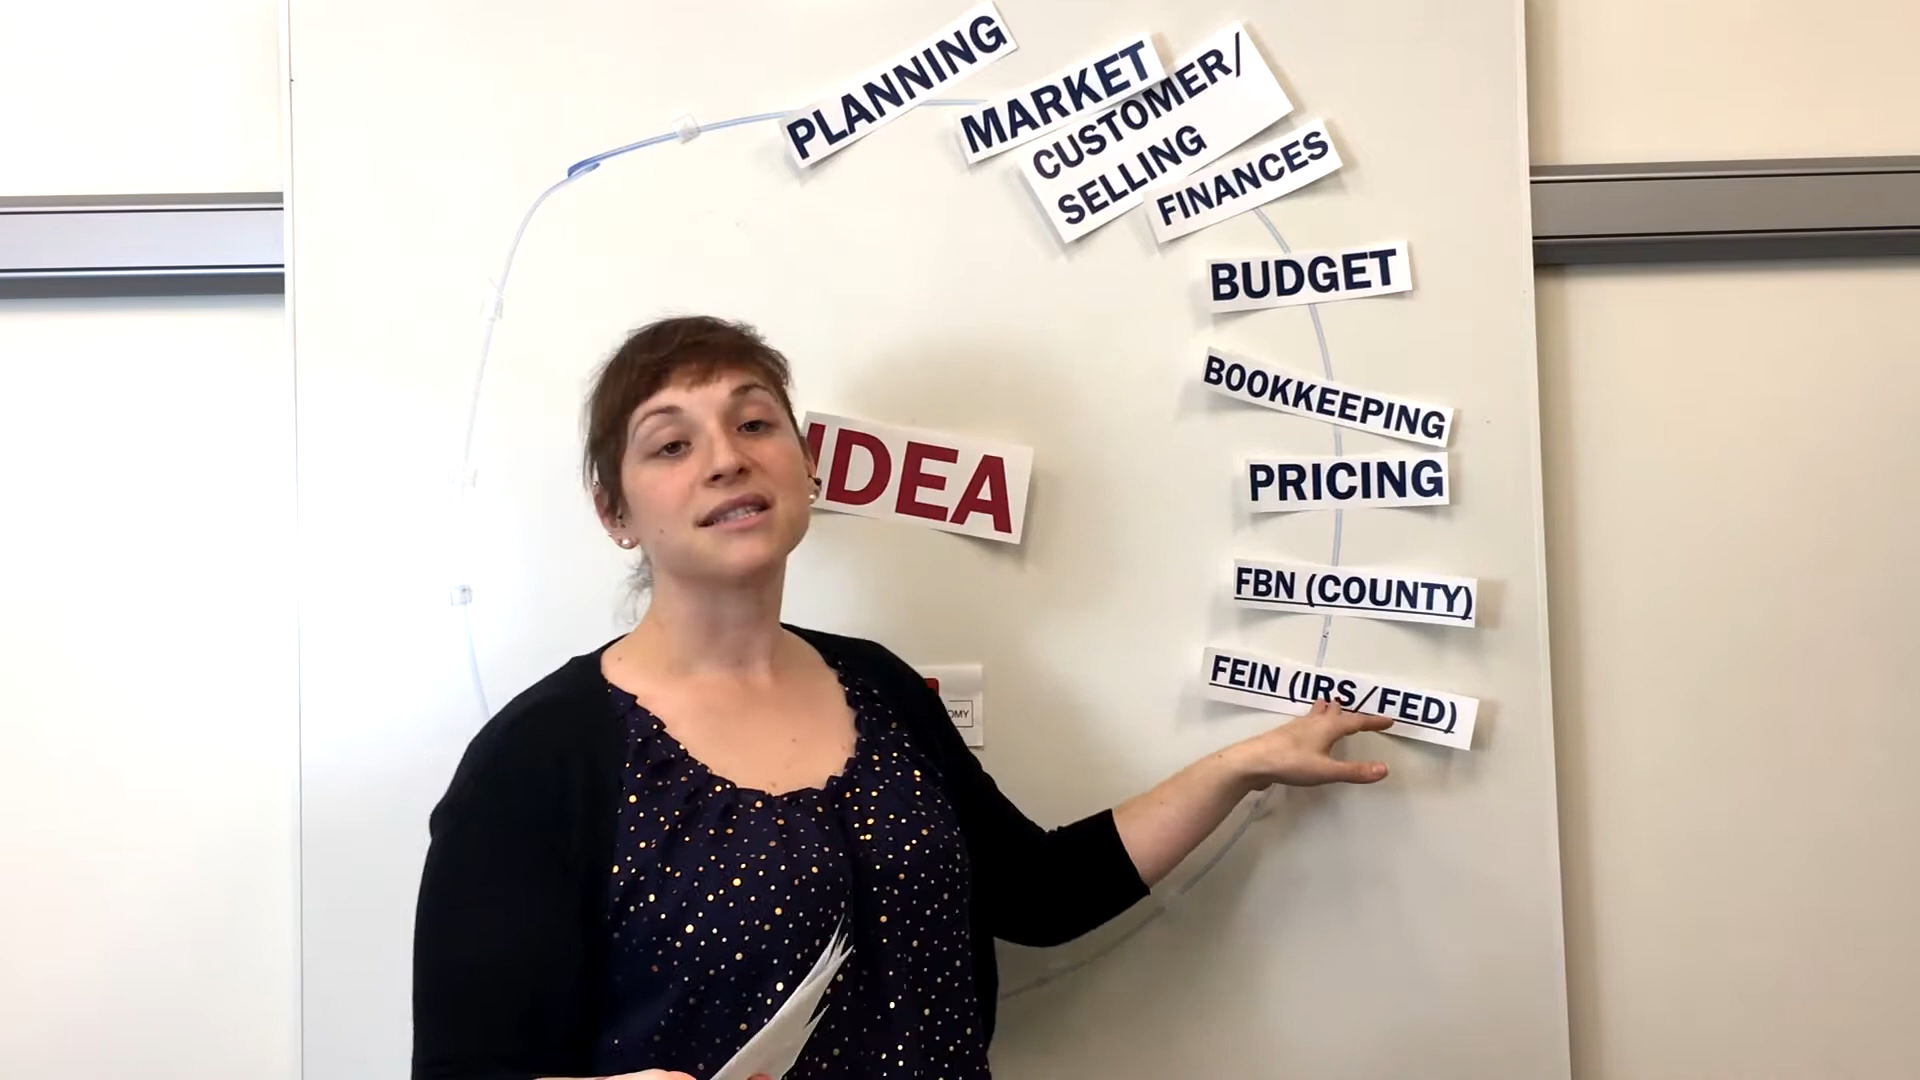 PLANNING
MARKET
CUSTOMER/
SELLING
FINANCES
BUDGET
BOOKKEEPING
PRICING
FBN (COUNTY)
FEIN (IRS/FED)
IDEA